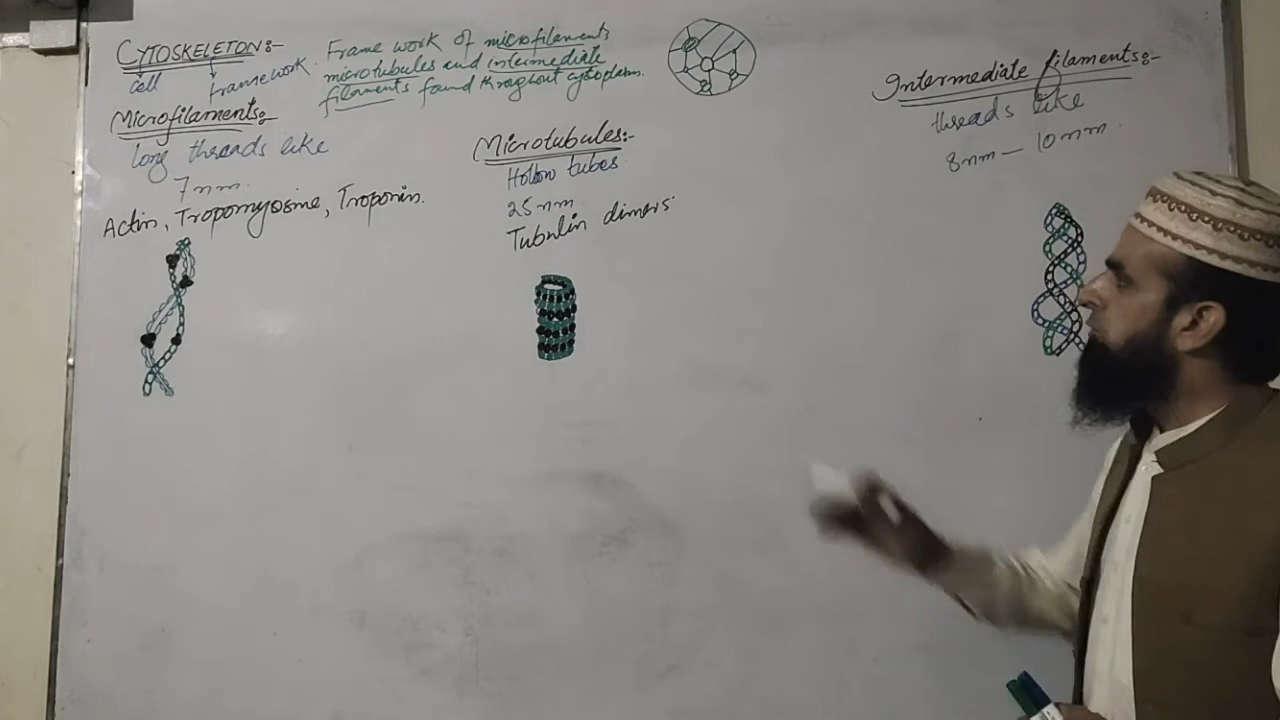 CYTOSKELETON:-
cell framework.
Frame work of microfilaments
microtubules and intermediate
filaments found throughout cytoplasm.
Microfilaments:-
long threads like
7nm.
Actin, Tropomyosine, Troponin.
Microtubules:-
Hollow tubes
25nm
Tubulin dimers
Intermediate filaments:-
threads like
8nm - 10nm.